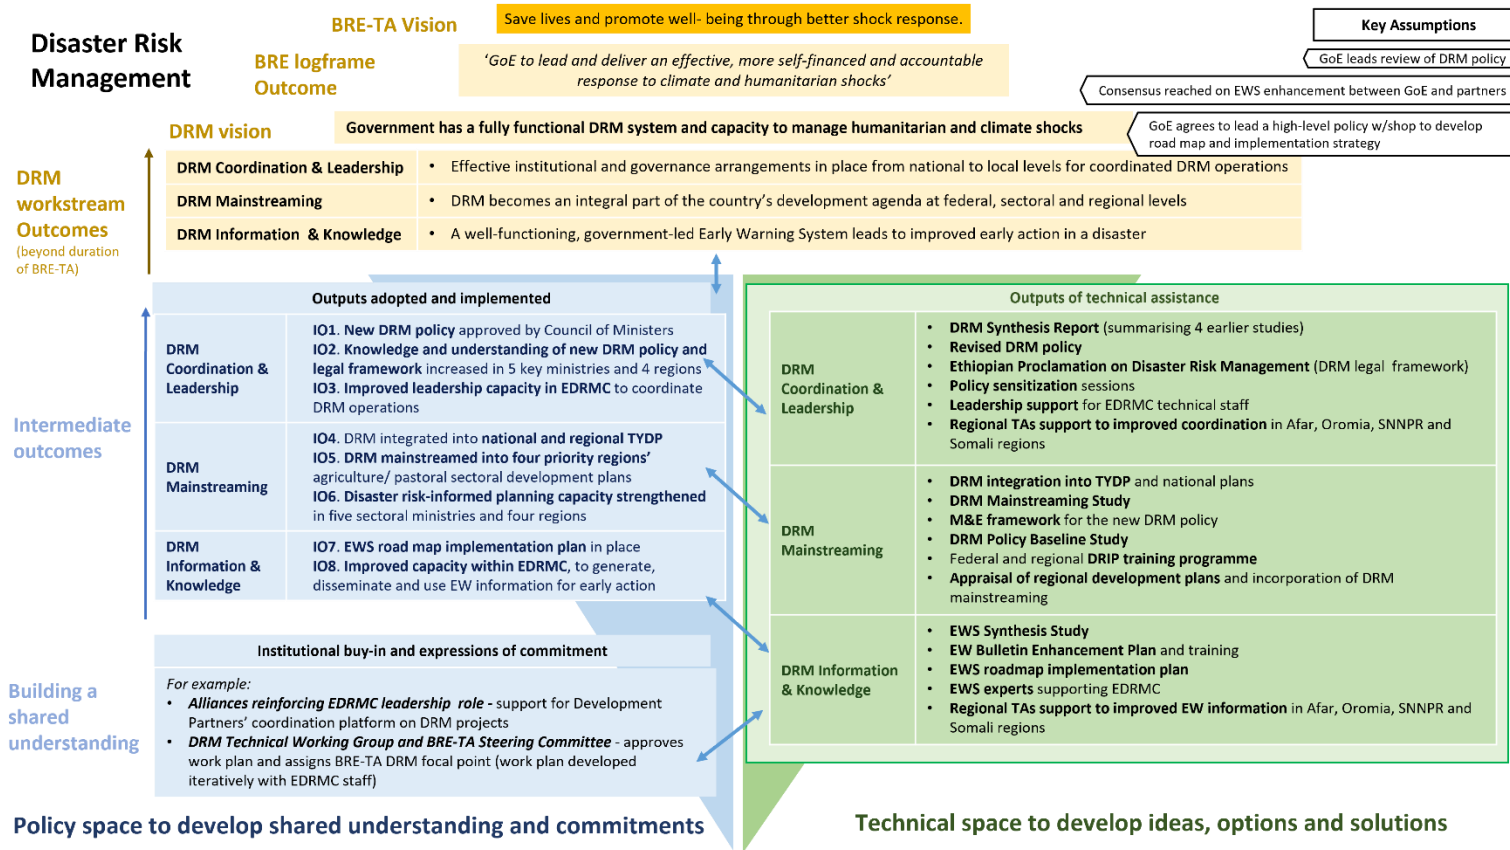 Disaster Risk
Management
BRE-TA Vision
Save lives and promote well- being through better shock response.
BRE logframe
Outcome
‘GoE to lead and deliver an effective, more self-financed and accountable
response to climate and humanitarian shocks’
Key Assumptions
GoE leads review of DRM policy
Consensus reached on EWS enhancement between GoE and partners
GoE agrees to lead a high-level policy w/shop to develop
road map and implementation strategy
DRM vision
Government has a fully functional DRM system and capacity to manage humanitarian and climate shocks
DRM
workstream
Outcomes
(beyond duration
of BRE-TA)
DRM Coordination & Leadership
• Effective institutional and governance arrangements in place from national to local levels for coordinated DRM operations
DRM Mainstreaming
• DRM becomes an integral part of the country’s development agenda at federal, sectoral and regional levels
DRM Information & Knowledge
• A well-functioning, government-led Early Warning System leads to improved early action in a disaster
Intermediate
outcomes
Outputs adopted and implemented
DRM
Coordination &
Leadership
IO1. New DRM policy approved by Council of Ministers
IO2. Knowledge and understanding of new DRM policy and
legal framework increased in 5 key ministries and 4 regions
IO3. Improved leadership capacity in EDRMC to coordinate
DRM operations
DRM
Mainstreaming
IO4. DRM integrated into national and regional TYDP
IO5. DRM mainstreamed into four priority regions’
agriculture/ pastoral sectoral development plans
IO6. Disaster risk-informed planning capacity strengthened
in five sectoral ministries and four regions
DRM
Information &
Knowledge
IO7. EWS road map implementation plan in place
IO8. Improved capacity within EDRMC, to generate,
disseminate and use EW information for early action
Building a
shared
understanding
Institutional buy-in and expressions of commitment
For example:
• Alliances reinforcing EDRMC leadership role - support for Development
Partners’ coordination platform on DRM projects
• DRM Technical Working Group and BRE-TA Steering Committee - approves
work plan and assigns BRE-TA DRM focal point (work plan developed
iteratively with EDRMC staff)
Policy space to develop shared understanding and commitments
Outputs of technical assistance
DRM
Coordination &
Leadership
• DRM Synthesis Report (summarising 4 earlier studies)
• Revised DRM policy
• Ethiopian Proclamation on Disaster Risk Management (DRM legal framework)
• Policy sensitization sessions
• Leadership support for EDRMC technical staff
• Regional TAs support to improved coordination in Afar, Oromia, SNNPR and
Somali regions
DRM
Mainstreaming
• DRM integration into TYDP and national plans
• DRM Mainstreaming Study
• M&E framework for the new DRM policy
• DRM Policy Baseline Study
• Federal and regional DRIP training programme
• Appraisal of regional development plans and incorporation of DRM
mainstreaming
DRM Information
& Knowledge
• EWS Synthesis Study
• EW Bulletin Enhancement Plan and training
• EWS roadmap implementation plan
• EWS experts supporting EDRMC
• Regional TAs support to improved EW information in Afar, Oromia, SNNPR and
Somali regions
Technical space to develop ideas, options and solutions